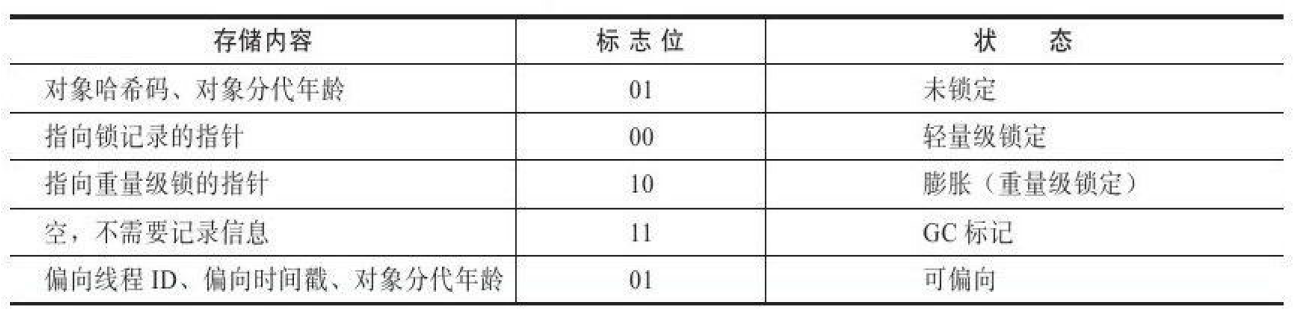 存储内容 标志位 状态
对象哈希码、对象分代年龄 01 未锁定
指向锁记录的指针 00 轻量级锁定
指向重量级锁的指针 10 膨胀（重量级锁定）
空，不需要记录信息 11 GC 标记
偏向线程 ID、偏向时间戳、对象分代年龄 01 可偏向